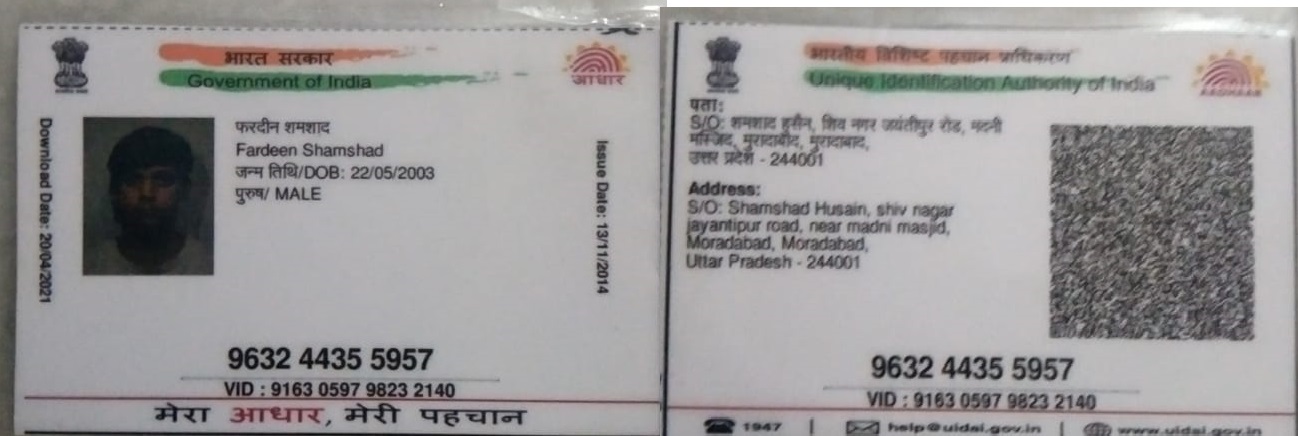 भारत सरकार
Government of India
आधार
Download Date: 20/04/2021
फरदीन शमशाद
Fardeen Shamshad
जन्म तिथि/DOB: 22/05/2003
पुरुष/ MALE
Issue Date: 13/11/2014
9632 4435 5957
VID : 9163 0597 9823 2140
मेरा आधार, मेरी पहचान
भारतीय विशिष्ट पहचान प्राधिकरण
Unique Identification Authority of India
AADHAAR
पता:
S/O: शमशाद हुसैन, शिव नगर जयंतीपुर रोड, मदनी
मस्जिद, मुरादाबाद, मुरादाबाद,
उत्तर प्रदेश - 244001
Address:
S/O: Shamshad Husain, shiv nagar
jayantipur road, near madni masjid,
Moradabad, Moradabad,
Uttar Pradesh - 244001
9632 4435 5957
VID : 9163 0597 9823 2140
1947 | help@uidai.gov.in | www.uidai.gov.in